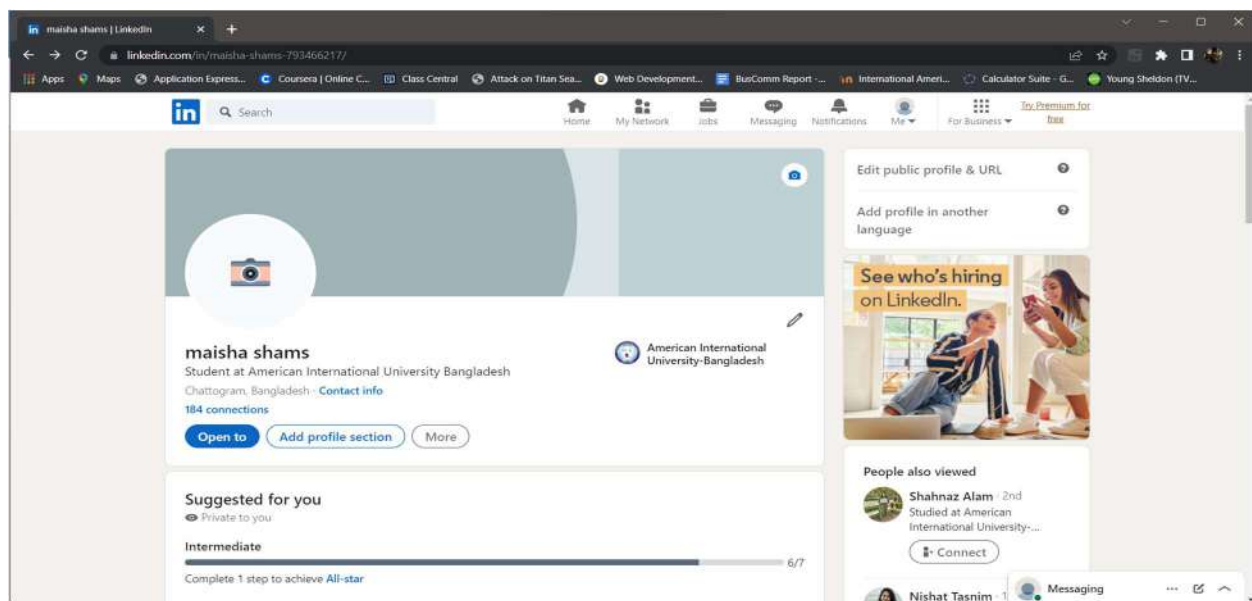 in maisha shams | LinkedIn
linkedin.com/in/maisha-shams-793466217/
Apps Maps Application Express... Coursera | Online C... Class Central Attack on Titan Sea... Web Development... BusComm Report -... International Ameri... Calculator Suite - G... Young Sheldon (TV...
in Search Home My Network Jobs Messaging Notifications Me For Business Try Premium for
free
Edit public profile & URL
Add profile in another
language
See who's hiring
on LinkedIn.
maisha shams
Student at American International University Bangladesh
Chattogram, Bangladesh · Contact info
184 connections
American International
University-Bangladesh
Open to Add profile section More
Suggested for you
Private to you
Intermediate
6/7
Complete 1 step to achieve All-star
People also viewed
Shahnaz Alam · 2nd
Studied at American
International University-...
Connect
Nishat Tasnim · 1
Messaging